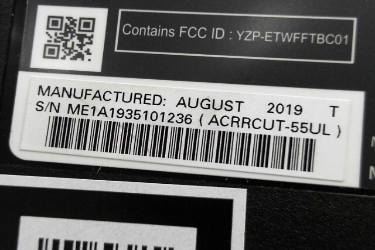 Contains FCC ID : YZP-ETWFFTBC01
MANUFACTURED: AUGUST 2019 T
S/N ME1A1935101236 ( ACRRCUT-55UL )